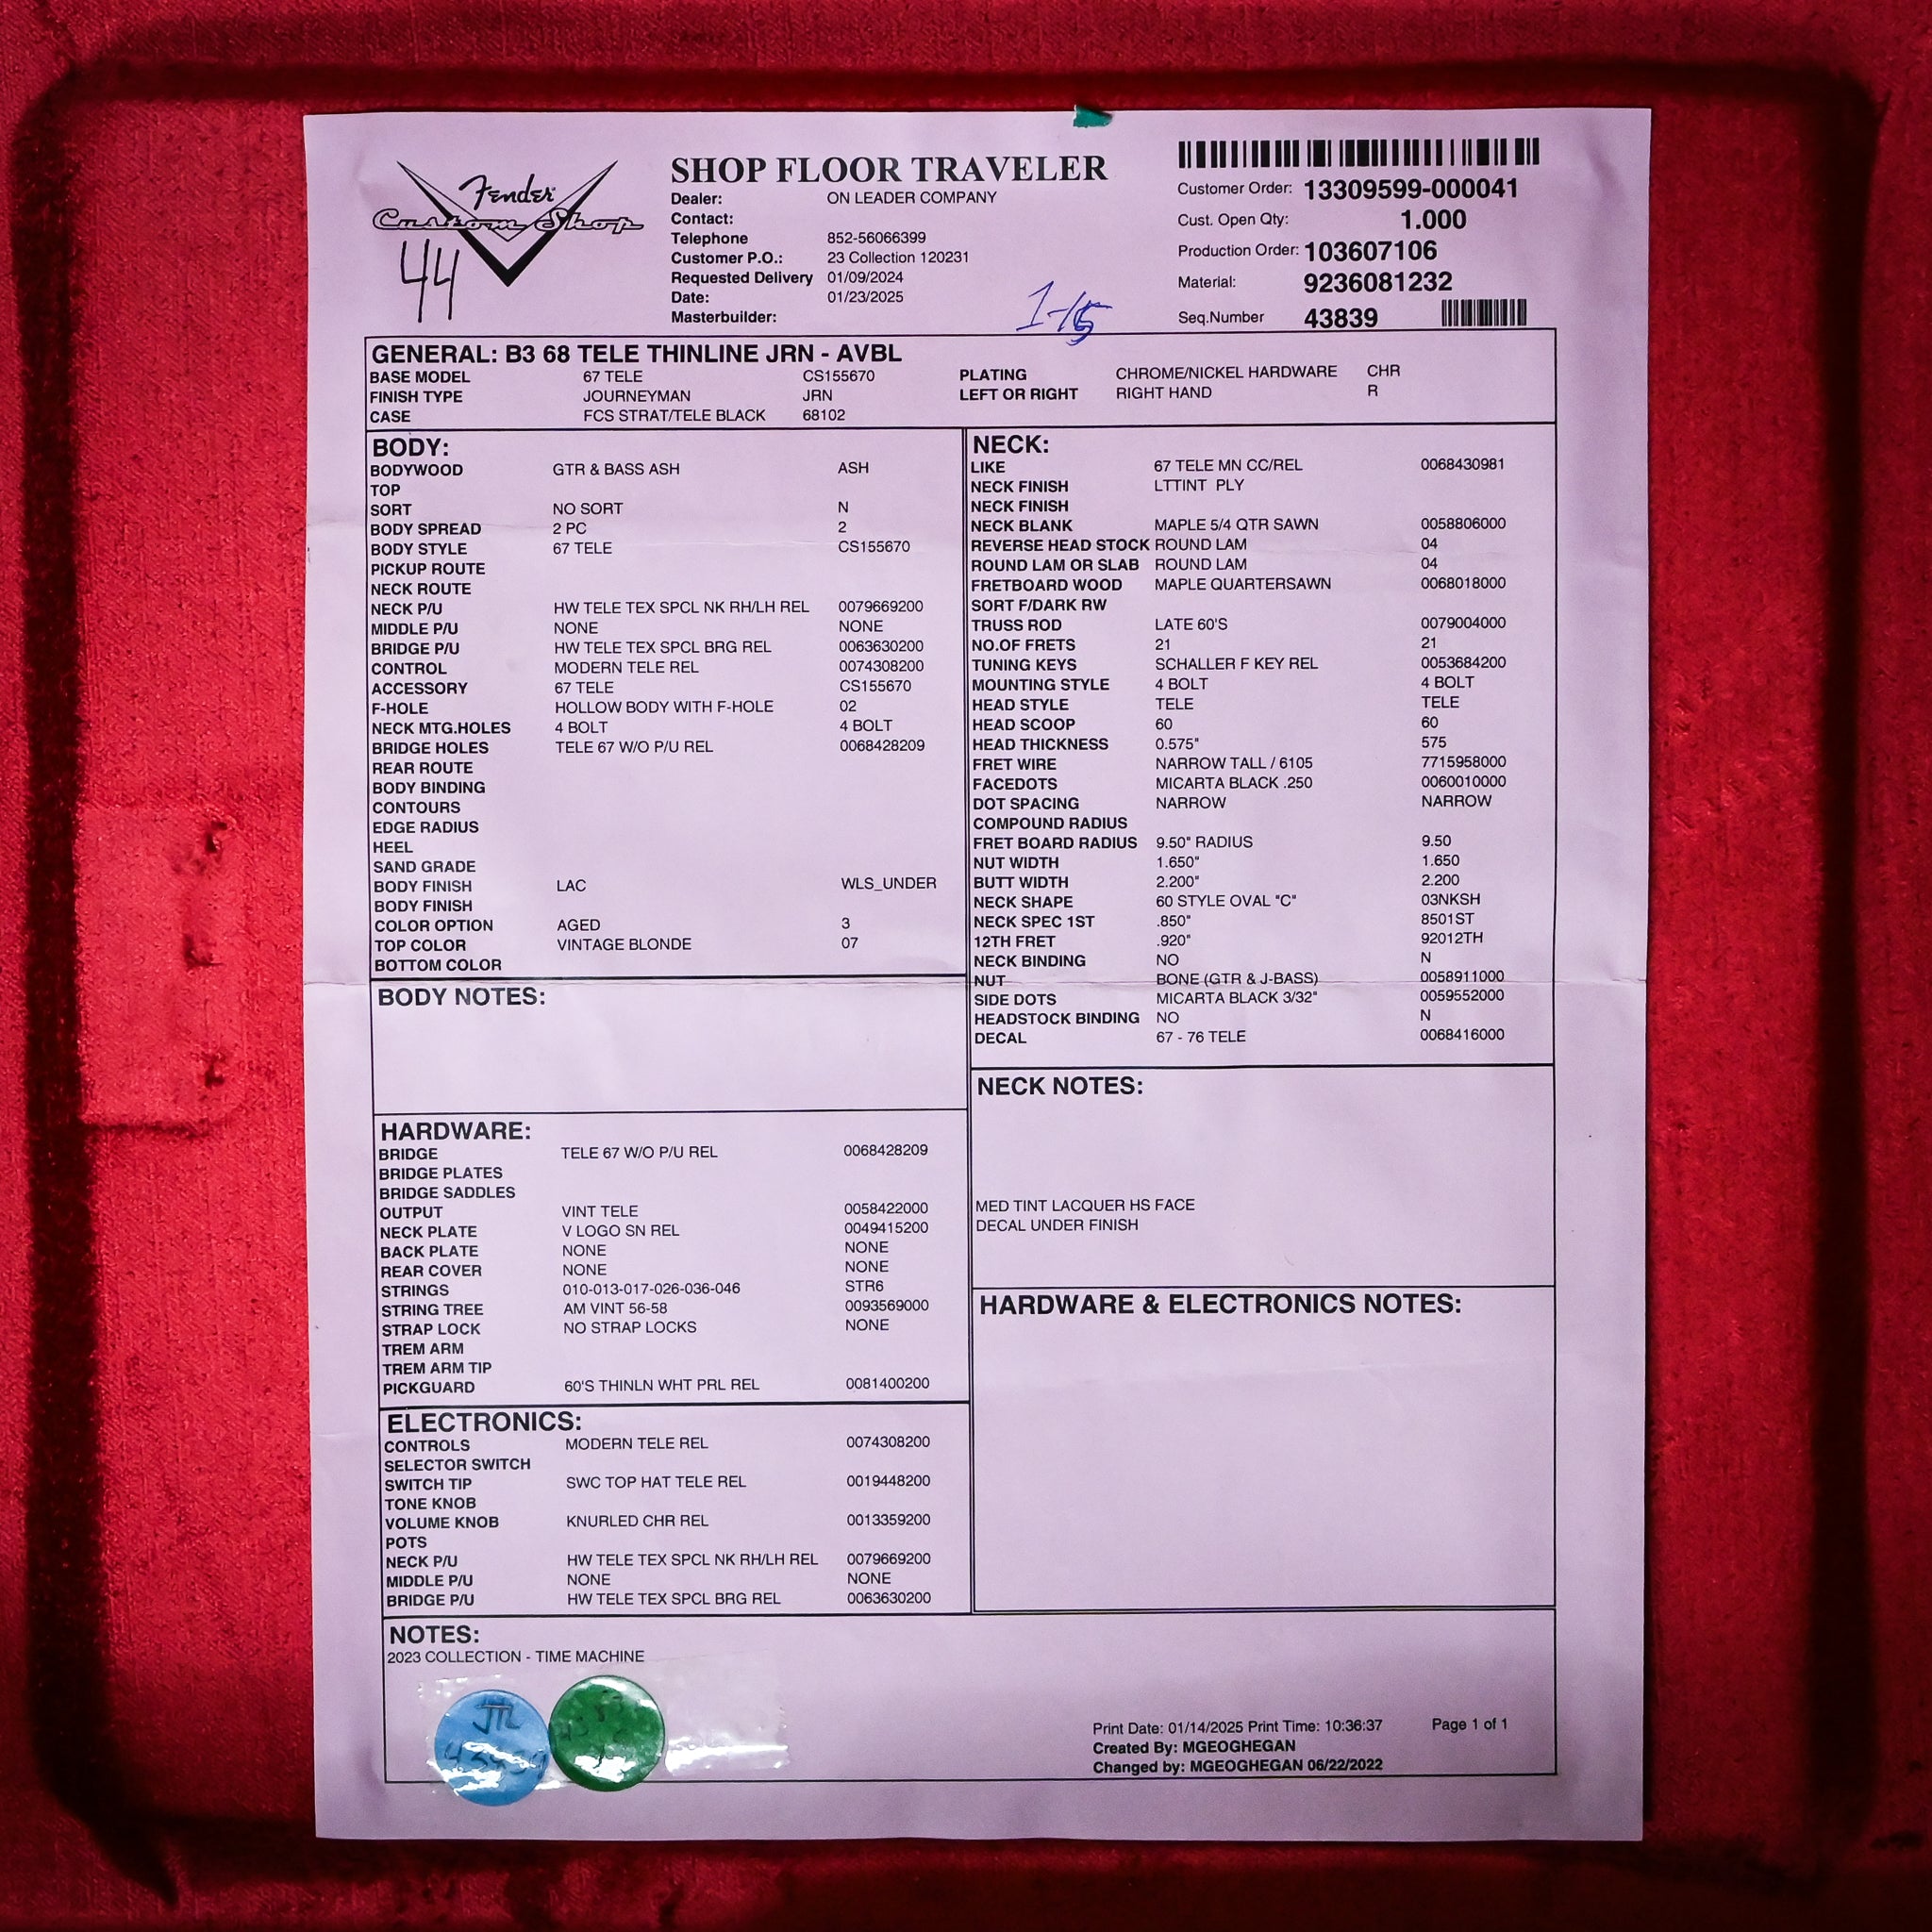 Fender
Custom Shop
44
SHOP FLOOR TRAVELER
Dealer: ON LEADER COMPANY
Contact:
Telephone 852-56066399
Customer P.O.: 23 Collection 120231
Requested Delivery 01/09/2024
Date: 01/23/2025
Masterbuilder:
1-15
Customer Order: 13309599-000041
Cust. Open Qty: 1.000
Production Order: 103607106
Material: 9236081232
Seq.Number 43839
GENERAL: B3 68 TELE THINLINE JRN - AVBL
BASE MODEL 67 TELE CS155670 PLATING CHROME/NICKEL HARDWARE CHR
FINISH TYPE JOURNEYMAN JRN LEFT OR RIGHT RIGHT HAND R
CASE FCS STRAT/TELE BLACK 68102
BODY:
BODYWOOD GTR & BASS ASH ASH
TOP
SORT NO SORT N
BODY SPREAD 2 PC 2
BODY STYLE 67 TELE CS155670
PICKUP ROUTE
NECK ROUTE
NECK P/U HW TELE TEX SPCL NK RH/LH REL 0079669200
MIDDLE P/U NONE NONE
BRIDGE P/U HW TELE TEX SPCL BRG REL 0063630200
CONTROL MODERN TELE REL 0074308200
ACCESSORY 67 TELE CS155670
F-HOLE HOLLOW BODY WITH F-HOLE 02
NECK MTG.HOLES 4 BOLT 4 BOLT
BRIDGE HOLES TELE 67 W/O P/U REL 0068428209
REAR ROUTE
BODY BINDING
CONTOURS
EDGE RADIUS
HEEL
SAND GRADE
BODY FINISH LAC WLS_UNDER
BODY FINISH
COLOR OPTION AGED 3
TOP COLOR VINTAGE BLONDE 07
BOTTOM COLOR
BODY NOTES:
HARDWARE:
BRIDGE TELE 67 W/O P/U REL 0068428209
BRIDGE PLATES
BRIDGE SADDLES
OUTPUT VINT TELE 0058422000
NECK PLATE V LOGO SN REL 0049415200
BACK PLATE NONE NONE
REAR COVER NONE NONE
STRINGS 010-013-017-026-036-046 STR6
STRING TREE AM VINT 56-58 0093569000
STRAP LOCK NO STRAP LOCKS NONE
TREM ARM
TREM ARM TIP
PICKGUARD 60'S THINLN WHT PRL REL 0081400200
ELECTRONICS:
CONTROLS MODERN TELE REL 0074308200
SELECTOR SWITCH
SWITCH TIP SWC TOP HAT TELE REL 0019448200
TONE KNOB
VOLUME KNOB KNURLED CHR REL 0013359200
POTS
NECK P/U HW TELE TEX SPCL NK RH/LH REL 0079669200
MIDDLE P/U NONE NONE
BRIDGE P/U HW TELE TEX SPCL BRG REL 0063630200
NECK:
LIKE 67 TELE MN CC/REL 0068430981
NECK FINISH LTTINT PLY
NECK FINISH
NECK BLANK MAPLE 5/4 QTR SAWN 0058806000
REVERSE HEAD STOCK ROUND LAM 04
ROUND LAM OR SLAB ROUND LAM 04
FRETBOARD WOOD MAPLE QUARTERSAWN 0068018000
SORT F/DARK RW
TRUSS ROD LATE 60'S 0079004000
NO.OF FRETS 21 21
TUNING KEYS SCHALLER F KEY REL 0053684200
MOUNTING STYLE 4 BOLT 4 BOLT
HEAD STYLE TELE TELE
HEAD SCOOP 60 60
HEAD THICKNESS 0.575" 575
FRET WIRE NARROW TALL / 6105 7715958000
FACEDOTS MICARTA BLACK .250 0060010000
DOT SPACING NARROW NARROW
COMPOUND RADIUS
FRET BOARD RADIUS 9.50" RADIUS 9.50
NUT WIDTH 1.650" 1.650
BUTT WIDTH 2.200" 2.200
NECK SHAPE 60 STYLE OVAL "C" 03NKSH
NECK SPEC 1ST .850" 8501ST
12TH FRET .920" 92012TH
NECK BINDING NO N
NUT BONE (GTR & J-BASS) 0058911000
SIDE DOTS MICARTA BLACK 3/32" 0059552000
HEADSTOCK BINDING NO N
DECAL 67 - 76 TELE 0068416000
NECK NOTES:
MED TINT LACQUER HS FACE
DECAL UNDER FINISH
HARDWARE & ELECTRONICS NOTES:
NOTES:
2023 COLLECTION - TIME MACHINE
Print Date: 01/14/2025 Print Time: 10:36:37 Page 1 of 1
Created By: MGEOGHEGAN
Changed by: MGEOGHEGAN 06/22/2022